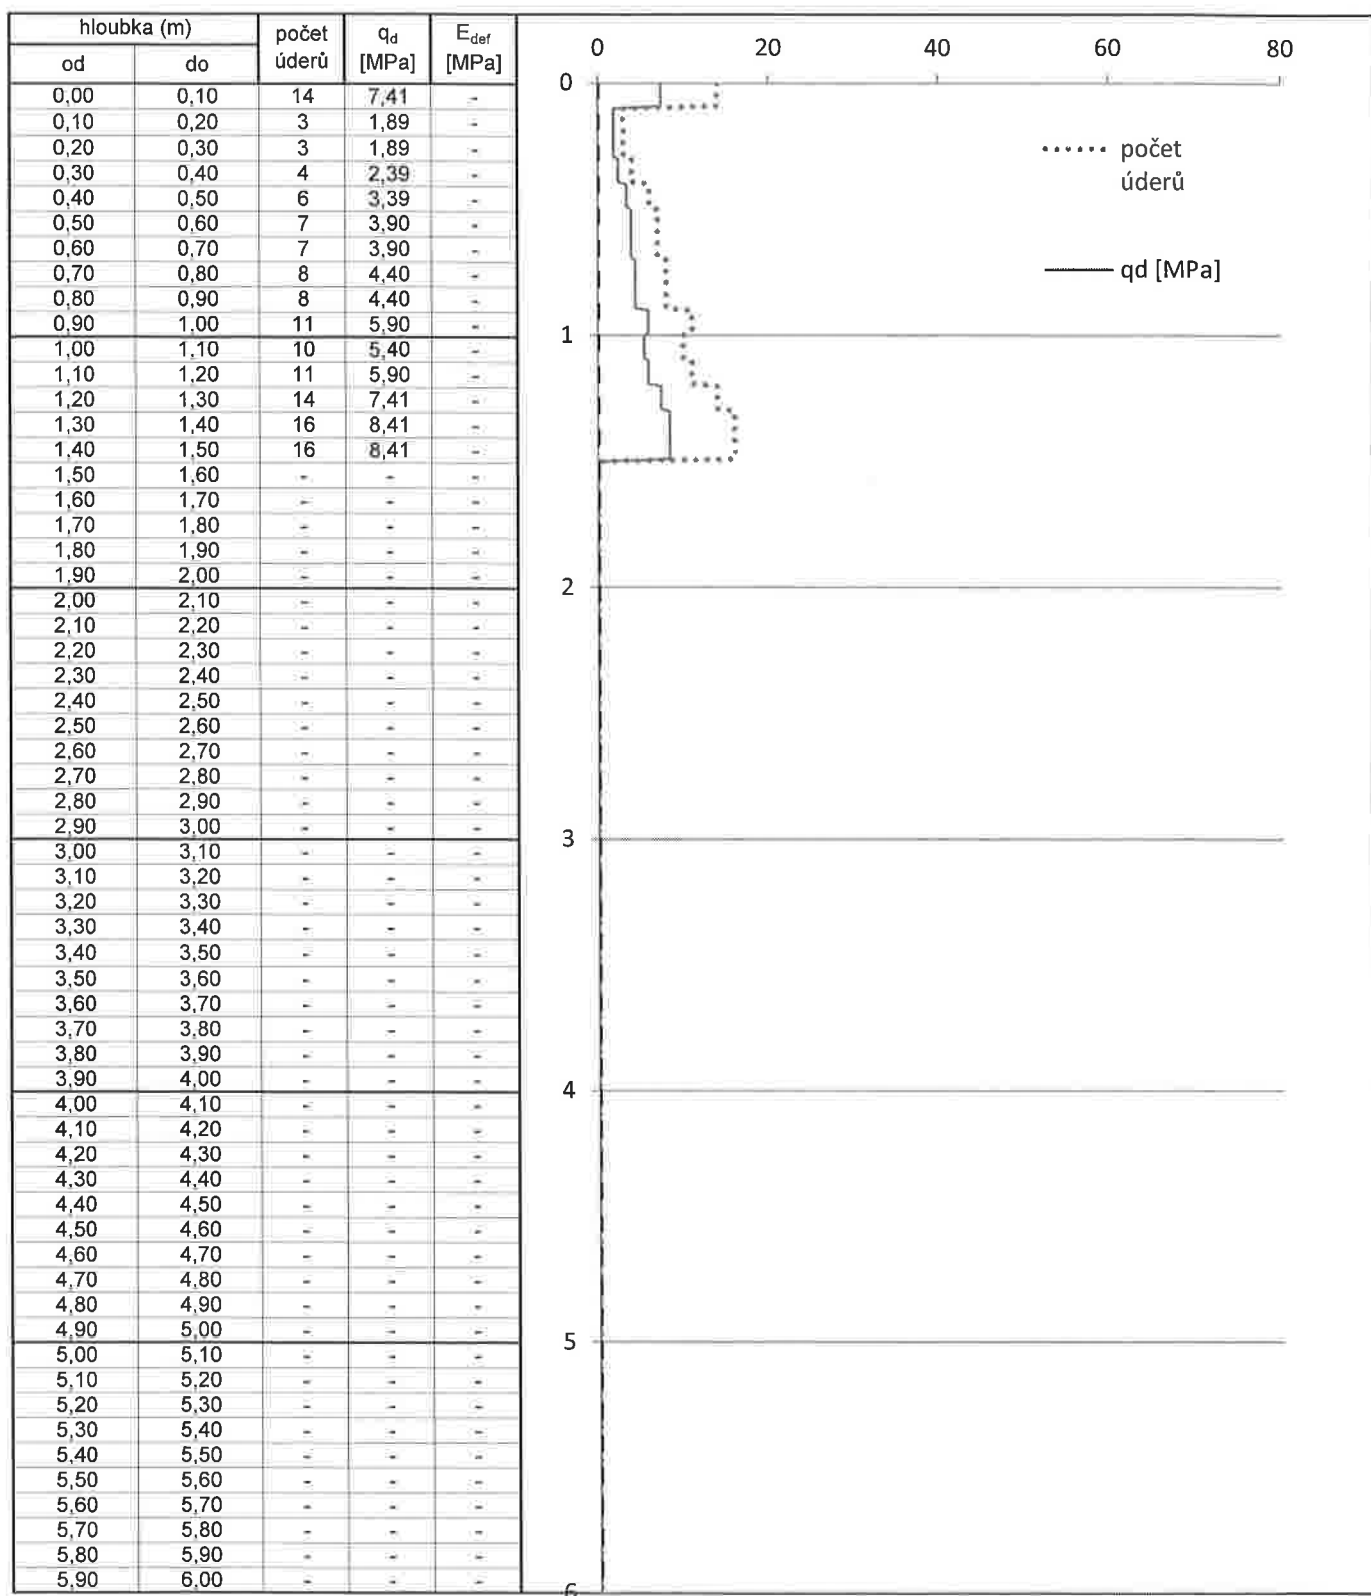 hloubka (m) počet úderů qd [MPa] Edef [MPa]
od do
0,00 0,10 14 7,41 -
0,10 0,20 3 1,89 -
0,20 0,30 3 1,89 -
0,30 0,40 4 2,39 -
0,40 0,50 6 3,39 -
0,50 0,60 7 3,90 -
0,60 0,70 7 3,90 -
0,70 0,80 8 4,40 -
0,80 0,90 8 4,40 -
0,90 1,00 11 5,90 -
1,00 1,10 10 5,40 -
1,10 1,20 11 5,90 -
1,20 1,30 14 7,41 -
1,30 1,40 16 8,41 -
1,40 1,50 16 8,41 -
1,50 1,60 - - -
1,60 1,70 - - -
1,70 1,80 - - -
1,80 1,90 - - -
1,90 2,00 - - -
2,00 2,10 - - -
2,10 2,20 - - -
2,20 2,30 - - -
2,30 2,40 - - -
2,40 2,50 - - -
2,50 2,60 - - -
2,60 2,70 - - -
2,70 2,80 - - -
2,80 2,90 - - -
2,90 3,00 - - -
3,00 3,10 - - -
3,10 3,20 - - -
3,20 3,30 - - -
3,30 3,40 - - -
3,40 3,50 - - -
3,50 3,60 - - -
3,60 3,70 - - -
3,70 3,80 - - -
3,80 3,90 - - -
3,90 4,00 - - -
4,00 4,10 - - -
4,10 4,20 - - -
4,20 4,30 - - -
4,30 4,40 - - -
4,40 4,50 - - -
4,50 4,60 - - -
4,60 4,70 - - -
4,70 4,80 - - -
4,80 4,90 - - -
4,90 5,00 - - -
5,00 5,10 - - -
5,10 5,20 - - -
5,20 5,30 - - -
5,30 5,40 - - -
5,40 5,50 - - -
5,50 5,60 - - -
5,60 5,70 - - -
5,70 5,80 - - -
5,80 5,90 - - -
5,90 6,00 - - -
0 20 40 60 80
0
1
2
3
4
5
6
počet
úderů
qd [MPa]